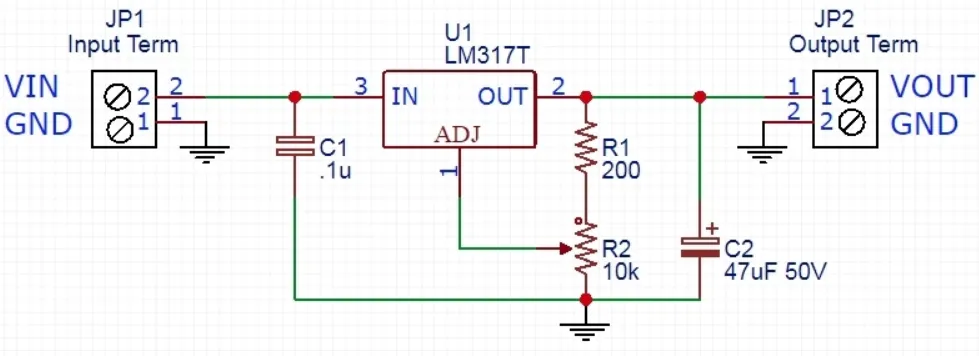 JP1
Input Term
VIN
GND
2
1
2
1
C1
.1u
3
U1
LM317T
IN
OUT
ADJ
1
2
R1
200
R2
10k
+
C2
47uF 50V
JP2
Output Term
1
2
1
2
VOUT
GND